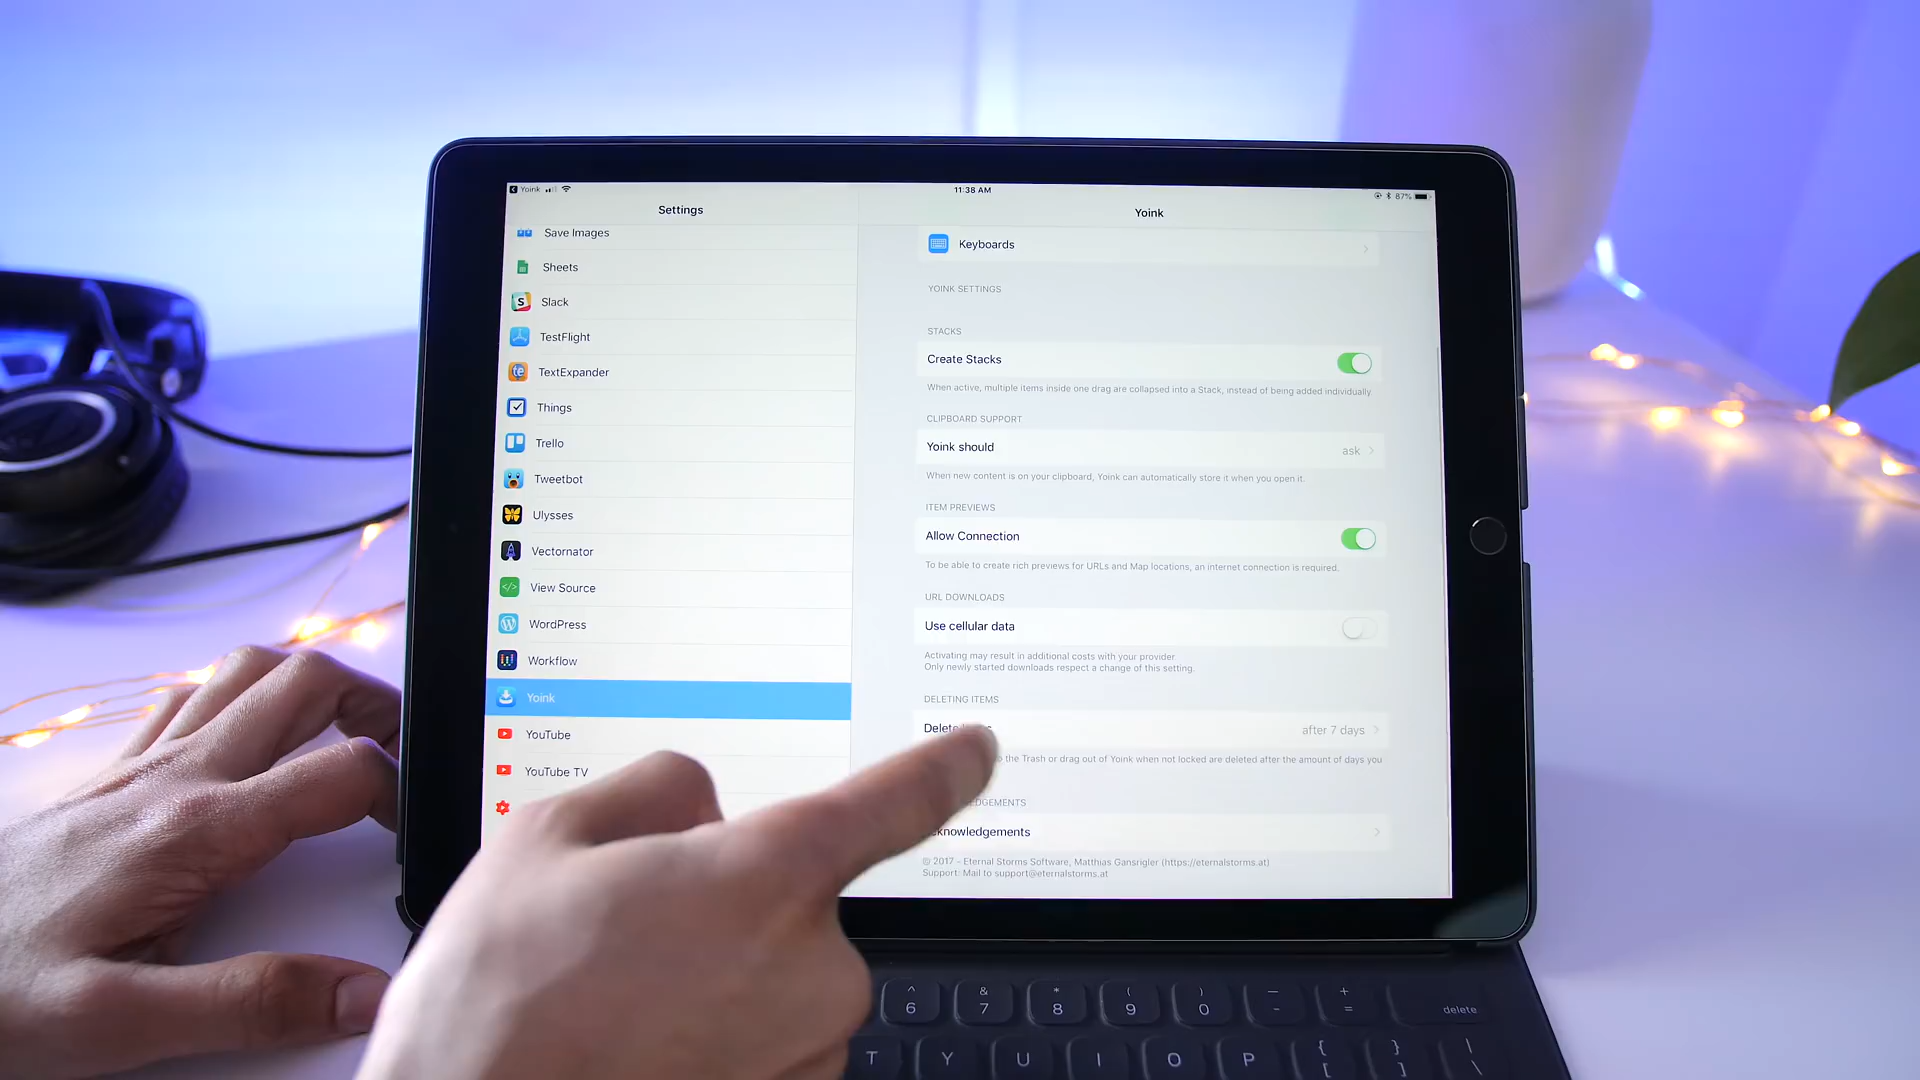 Yoink
11:38 AM
87%
Settings
Yoink
Save Images
Sheets
Slack
TestFlight
TextExpander
Things
Trello
Tweetbot
Ulysses
Vectornator
View Source
WordPress
Workflow
Yoink
YouTube
YouTube TV
Keyboards
YOINK SETTINGS
STACKS
Create Stacks
When active, multiple items inside one drag are collapsed into a Stack, instead of being added individually
CLIPBOARD SUPPORT
Yoink should ask
When new content is on your clipboard, Yoink can automatically store it when you open it.
ITEM PREVIEWS
Allow Connection
To be able to create rich previews for URLs and Map locations, an internet connection is required.
URL DOWNLOADS
Use cellular data
Activating may result in additional costs with your provider
Only newly started downloads respect a change of this setting.
DELETING ITEMS
Delete after 7 days
the Trash or drag out of Yoink when not locked are deleted after the amount of days you
Acknowledgements
© 2017 - Eternal Storms Software, Matthias Gansrigler (https://eternalstorms.at)
Support: Mail to support@eternalstorms.at
^ & * ( ) — +
6 7 8 9 0 - = delete
T Y U I O P { } |
[ ] \